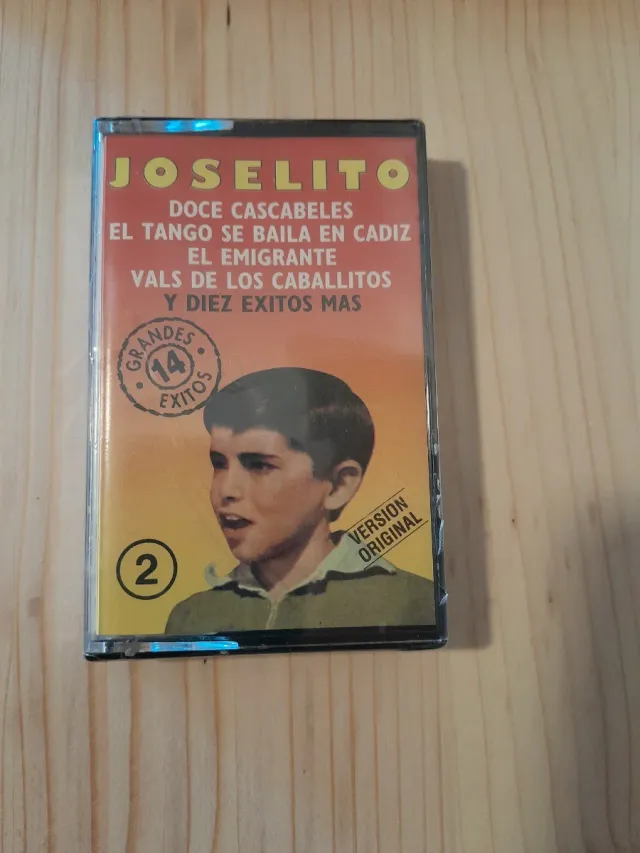 JOSELITO
DOCE CASCABELES
EL TANGO SE BAILA EN CADIZ
EL EMIGRANTE
VALS DE LOS CABALLITOS
Y DIEZ EXITOS MAS
GRANDES
14
EXITOS
VERSION
ORIGINAL
2